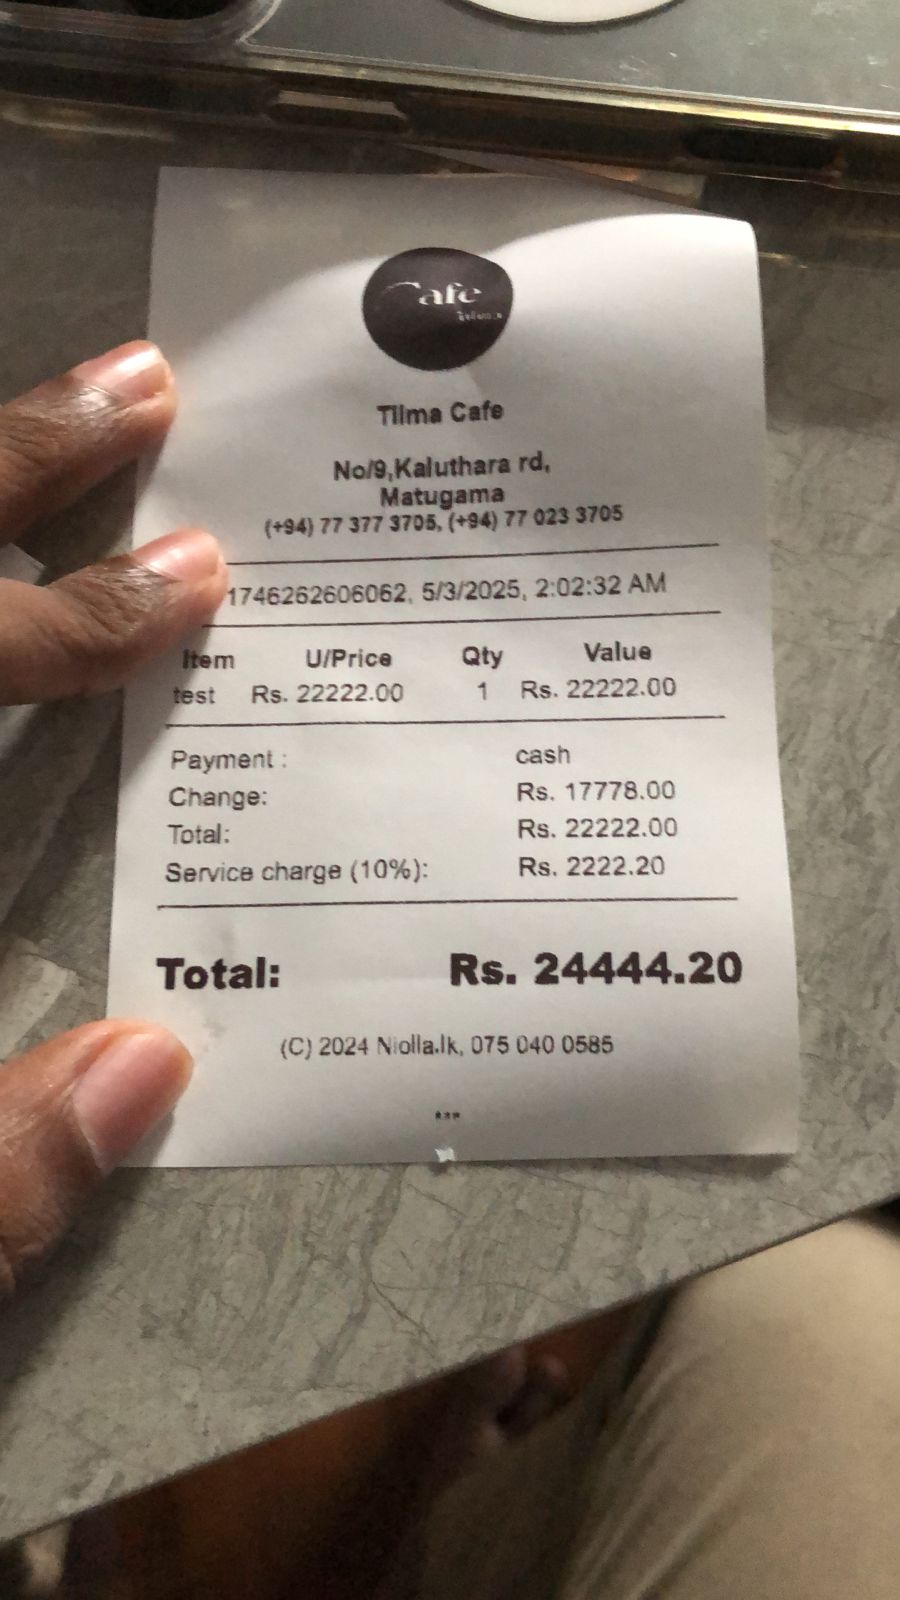 Cafe
Tilma Cafe
No/9,Kaluthara rd,
Matugama
(+94) 77 377 3705, (+94) 77 023 3705
1746262606062, 5/3/2025, 2:02:32 AM
Item U/Price Qty Value
test Rs. 22222.00 1 Rs. 22222.00
Payment : cash
Change: Rs. 17778.00
Total: Rs. 22222.00
Service charge (10%): Rs. 2222.20
Total: Rs. 24444.20
(C) 2024 Niolla.lk, 075 040 0585
***